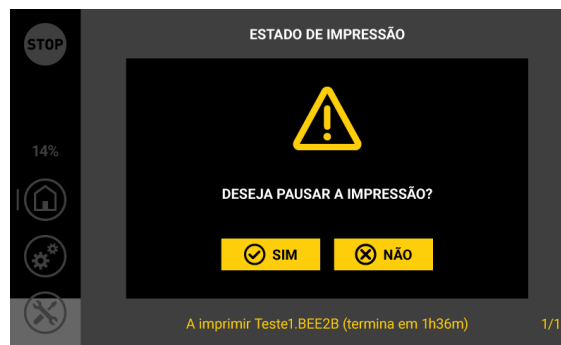 STOP
ESTADO DE IMPRESSÃO
14%
DESEJA PAUSAR A IMPRESSÃO?
SIM
NÃO
A imprimir Teste1.BEE2B (termina em 1h36m)
1/1